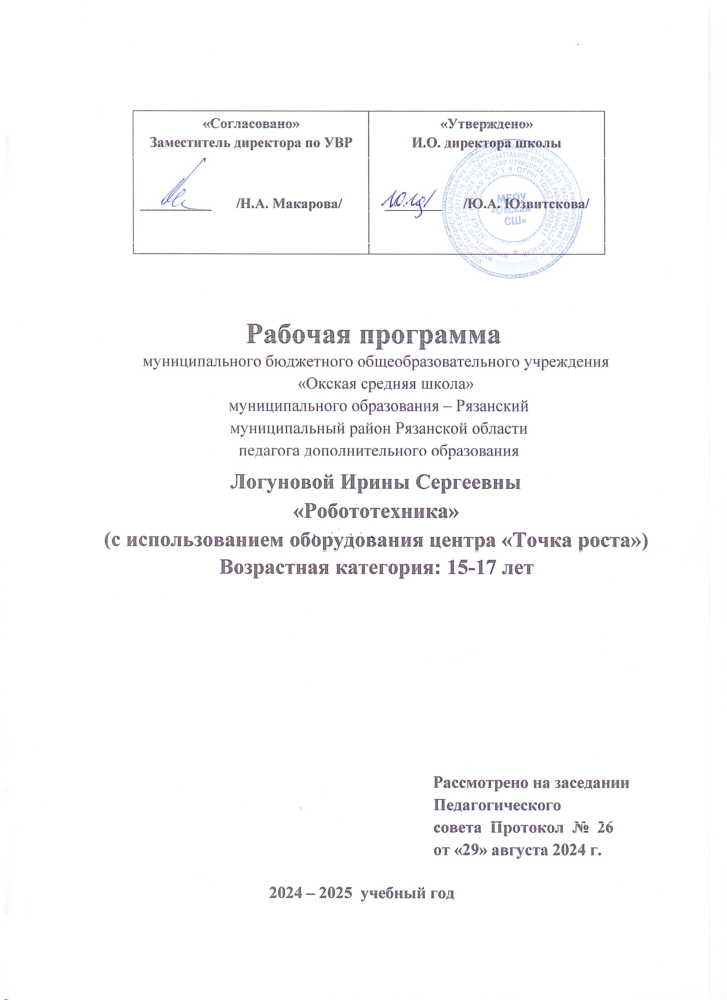 «Согласовано»
Заместитель директора по УВР
/Н.А. Макарова/
«Утверждено»
И.О. директора школы
/Ю.А. Юзвитскова/
МБОУ
«Окская
СШ»
Рабочая программа
муниципального бюджетного общеобразовательного учреждения
«Окская средняя школа»
муниципального образования – Рязанский
муниципальный район Рязанской области
педагога дополнительного образования
Логуновой Ирины Сергеевны
«Робототехника»
(с использованием оборудования центра «Точка роста»)
Возрастная категория: 15-17 лет
Рассмотрено на заседании
Педагогического
совета Протокол № 26
от «29» августа 2024 г.
2024 – 2025 учебный год